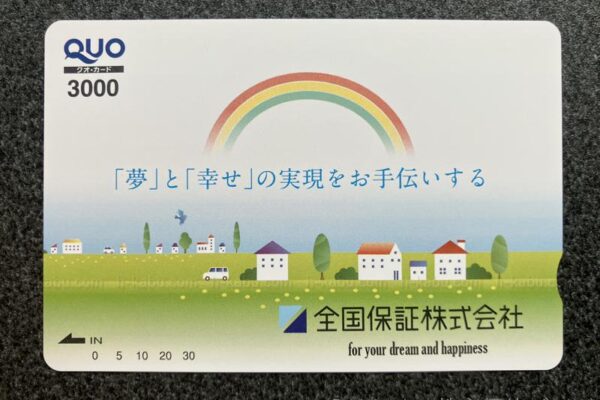 QUO
クオ・カード
3000
「夢」と「幸せ」の実現をお手伝いする
全国保証株式会社
for your dream and happiness
IN
0 5 10 20 30